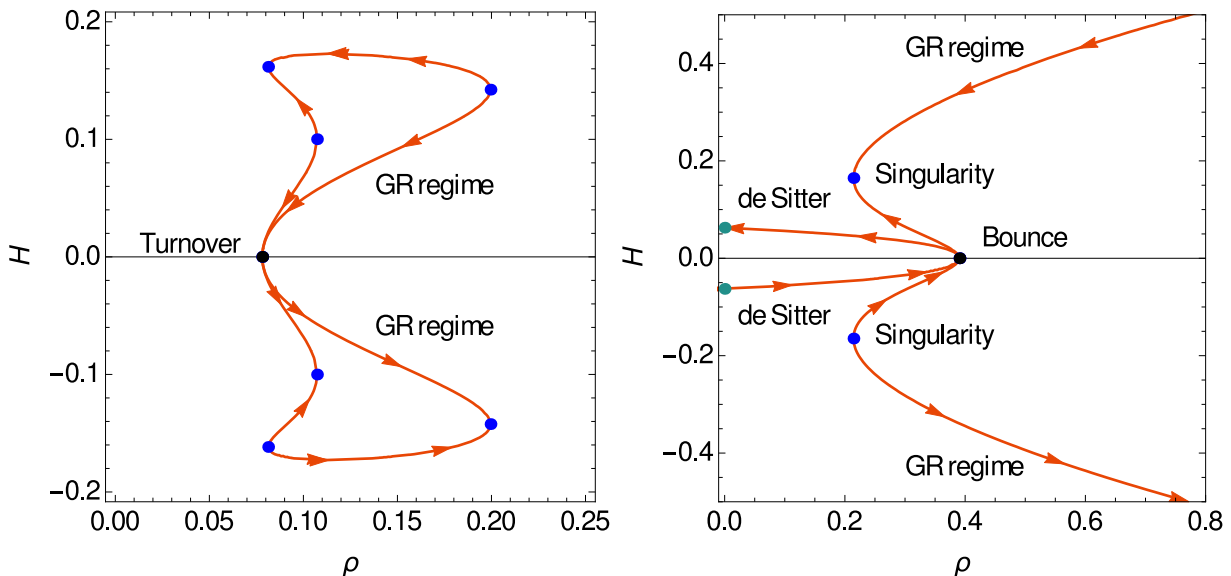 0.2
0.1
0.0
−0.1
−0.2
H
0.00
0.05
0.10
0.15
0.20
0.25
ρ
GR regime
Turnover
GR regime
0.4
0.2
0.0
−0.2
−0.4
H
0.0
0.2
0.4
0.6
0.8
ρ
GR regime
Singularity
de Sitter
Bounce
de Sitter
Singularity
GR regime